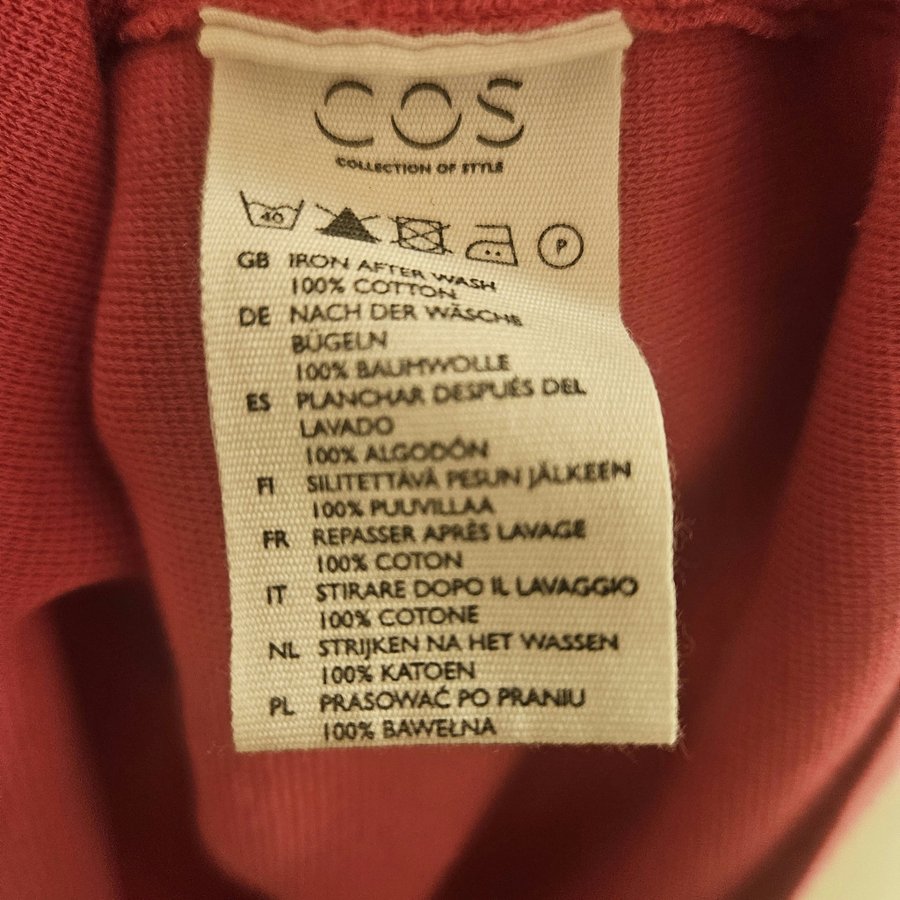 COS
COLLECTION OF STYLE
40
P
GB IRON AFTER WASH
100% COTTON
DE NACH DER WÄSCHE
BÜGELN
100% BAUMWOLLE
ES PLANCHAR DESPUÉS DEL
LAVADO
100% ALGODÓN
FI SILITETTÄVÄ PESUN JÄLKEEN
100% PUUVILLAA
FR REPASSER APRÈS LAVAGE
100% COTON
IT STIRARE DOPO IL LAVAGGIO
100% COTONE
NL STRIJKEN NA HET WASSEN
100% KATOEN
PL PRASOWAĆ PO PRANIU
100% BAWEŁNA